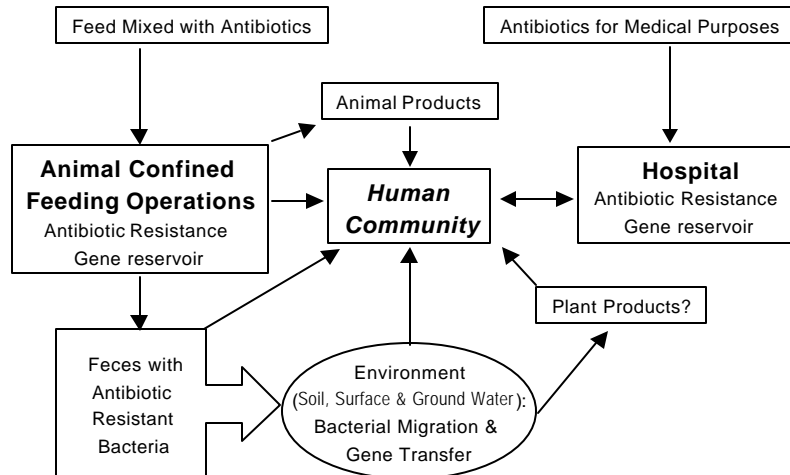 Feed Mixed with Antibiotics
Antibiotics for Medical Purposes
Animal Products
Animal Confined
Feeding Operations
Antibiotic Resistance
Gene reservoir
Human
Community
Hospital
Antibiotic Resistance
Gene reservoir
Plant Products?
Feces with
Antibiotic
Resistant
Bacteria
Environment
(Soil, Surface & Ground Water):
Bacterial Migration &
Gene Transfer